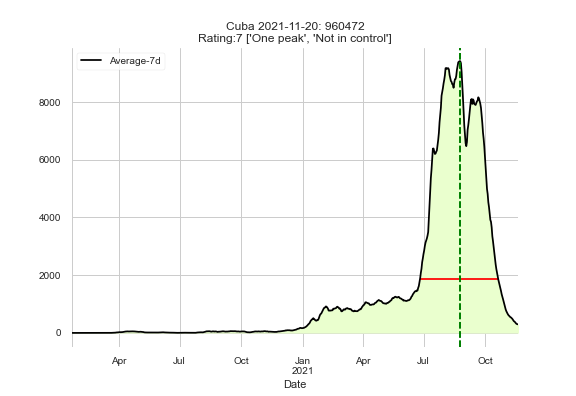 Cuba 2021-11-20: 960472
Rating:7 ['One peak', 'Not in control']
Average-7d
8000
6000
4000
2000
0
Apr Jul Oct Jan Apr Jul Oct
2021
Date